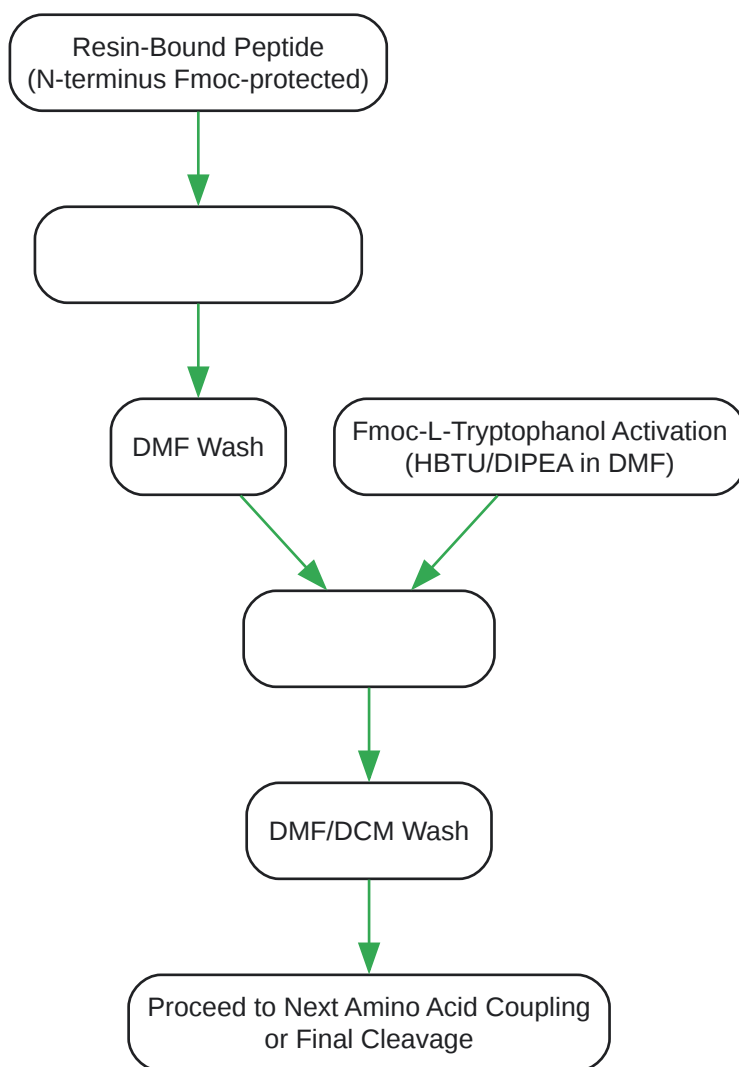 Resin-Bound Peptide
(N-terminus Fmoc-protected)
DMF Wash
Fmoc-L-Tryptophanol Activation
(HBTU/DIPEA in DMF)
DMF/DCM Wash
Proceed to Next Amino Acid Coupling
or Final Cleavage